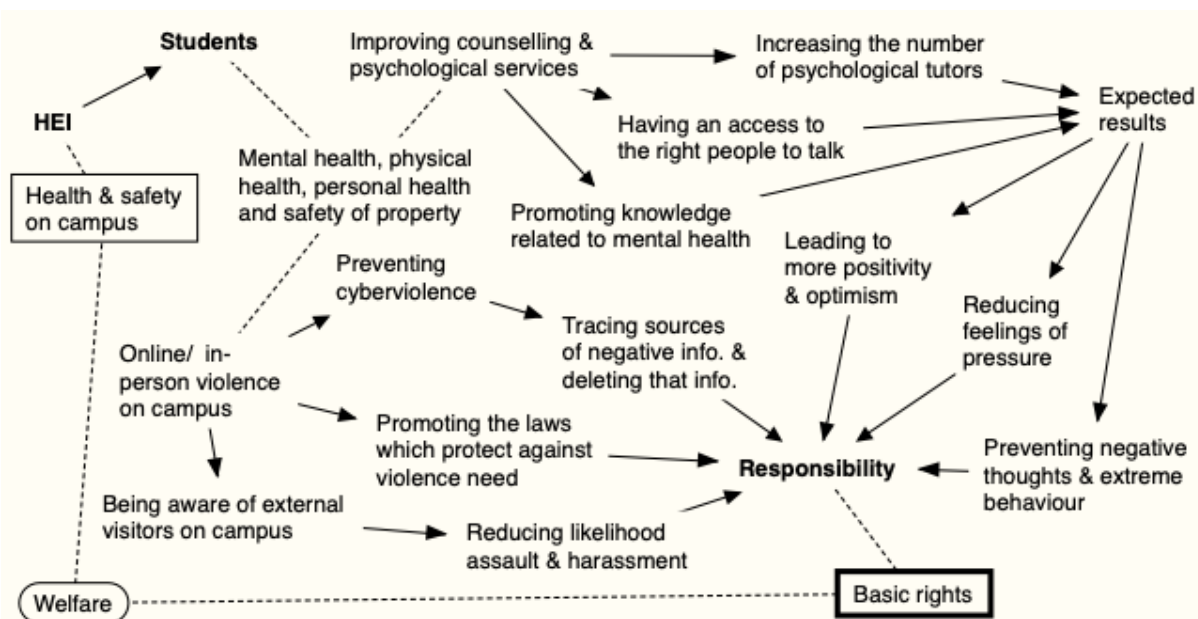 Students
HEI
Health & safety
on campus
Improving counselling &
psychological services
Increasing the number
of psychological tutors
Expected
results
Having an access to
the right people to talk
Mental health, physical
health, personal health
and safety of property
Promoting knowledge
related to mental health
Leading to
more positivity
& optimism
Reducing
feelings of
pressure
Preventing
cyberviolence
Tracing sources
of negative info. &
deleting that info.
Online/ in-
person violence
on campus
Promoting the laws
which protect against
violence need
Responsibility
Preventing negative
thoughts & extreme
behaviour
Being aware of external
visitors on campus
Reducing likelihood
assault & harassment
Welfare
Basic rights